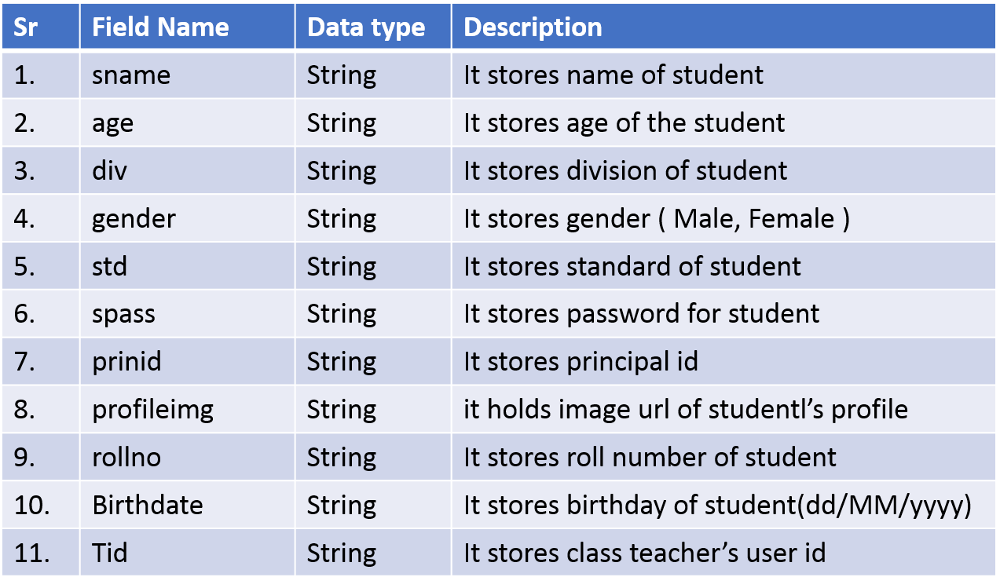 Sr Field Name Data type Description
1. sname String It stores name of student
2. age String It stores age of the student
3. div String It stores division of student
4. gender String It stores gender ( Male, Female )
5. std String It stores standard of student
6. spass String It stores password for student
7. prinid String It stores principal id
8. profileimg String it holds image url of studentl’s profile
9. rollno String It stores roll number of student
10. Birthdate String It stores birthday of student(dd/MM/yyyy)
11. Tid String It stores class teacher’s user id